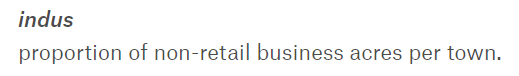 indus
proportion of non-retail business acres per town.